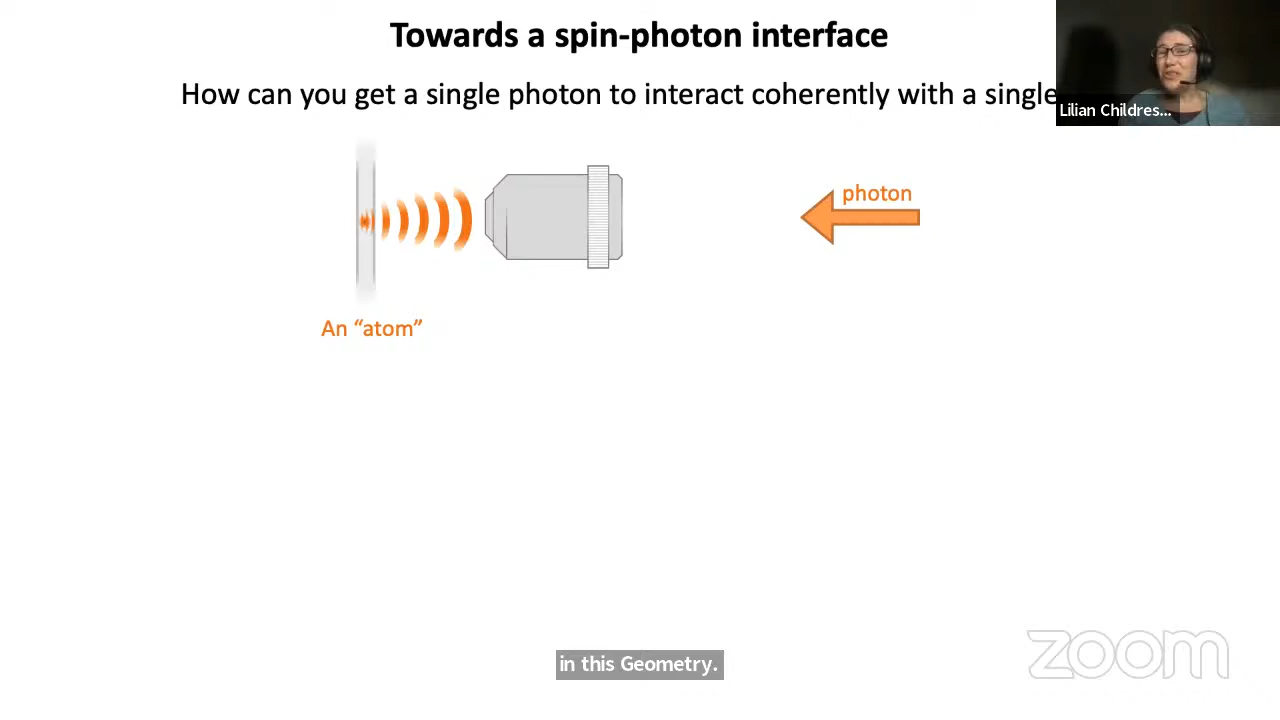 Towards a spin-photon interface
How can you get a single photon to interact coherently with a single
Lilian Childres...
photon
An “atom”
in this Geometry.
zoom